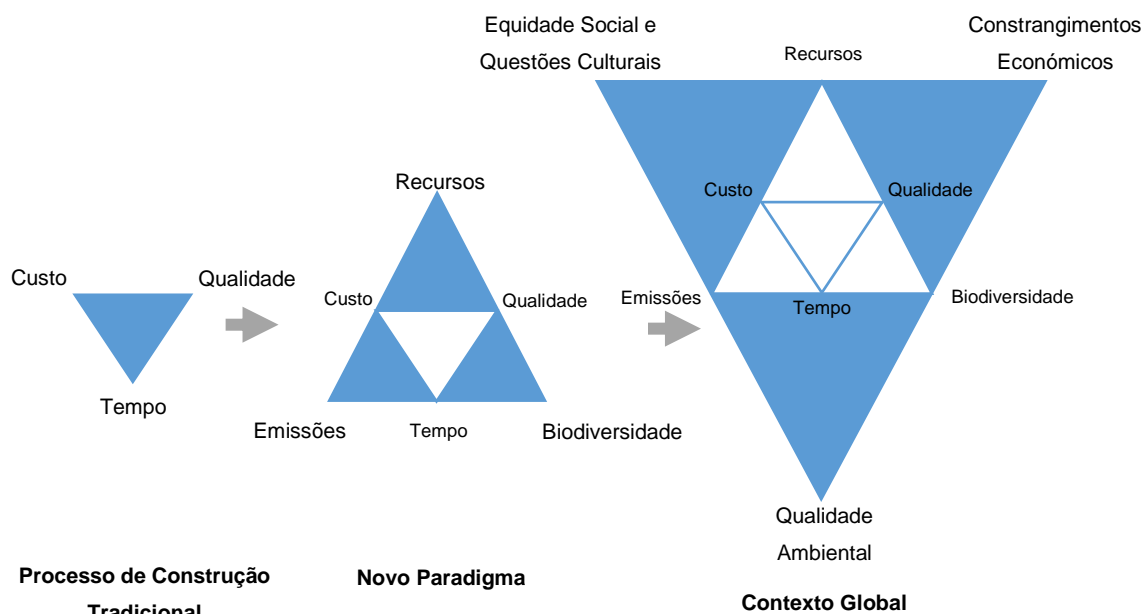 Equidade Social e
Questões Culturais
Recursos
Constrangimentos
Económicos
Custo
Qualidade
Emissões
Tempo
Biodiversidade
Qualidade
Ambiental
Recursos
Custo
Qualidade
Emissões
Tempo
Biodiversidade
Custo
Qualidade
Tempo
Processo de Construção
Tradicional
Novo Paradigma
Contexto Global